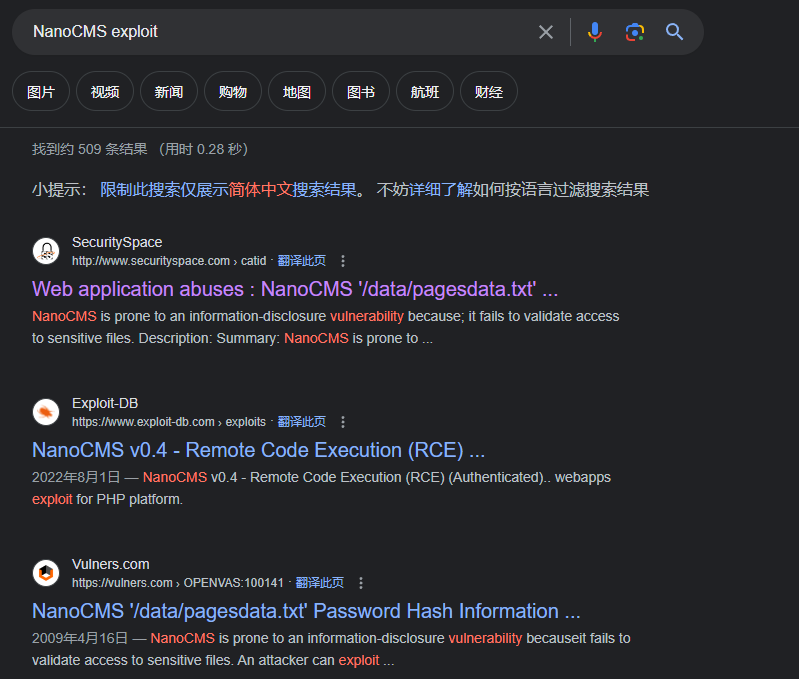 NanoCMS exploit
图片 视频 新闻 购物 地图 图书 航班 财经
找到约 509 条结果 （用时 0.28 秒）
小提示： 限制此搜索仅展示简体中文搜索结果。 不妨详细了解如何按语言过滤搜索结果
SecuritySpace
http://www.securityspace.com › catid · 翻译此页
Web application abuses : NanoCMS '/data/pagesdata.txt' ...
NanoCMS is prone to an information-disclosure vulnerability because; it fails to validate access
to sensitive files. Description: Summary: NanoCMS is prone to ...
Exploit-DB
https://www.exploit-db.com › exploits · 翻译此页
NanoCMS v0.4 - Remote Code Execution (RCE) ...
2022年8月1日 — NanoCMS v0.4 - Remote Code Execution (RCE) (Authenticated).. webapps
exploit for PHP platform.
Vulners.com
https://vulners.com › OPENVAS:100141 · 翻译此页
NanoCMS '/data/pagesdata.txt' Password Hash Information ...
2009年4月16日 — NanoCMS is prone to an information-disclosure vulnerability becauseit fails to
validate access to sensitive files. An attacker can exploit ...